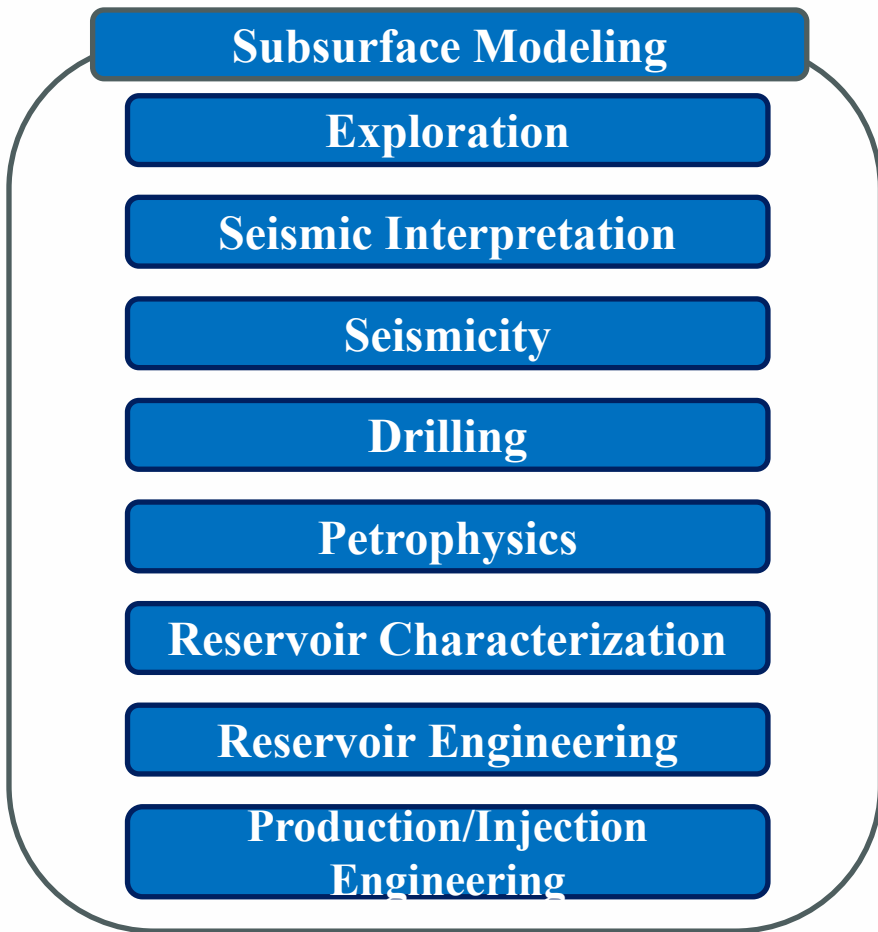 Subsurface Modeling
Exploration
Seismic Interpretation
Seismicity
Drilling
Petrophysics
Reservoir Characterization
Reservoir Engineering
Production/Injection
Engineering